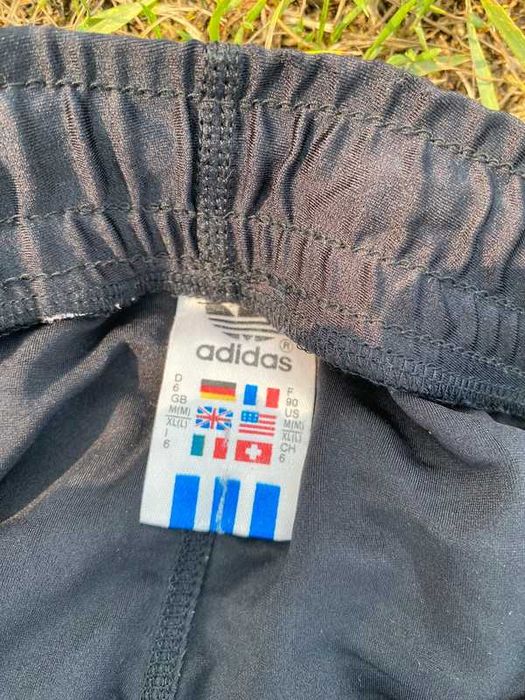 ®
adidas
D
6
GB
M(M)
XL(L)
I
6
F
90
US
M(M)
XL(L)
CH
6